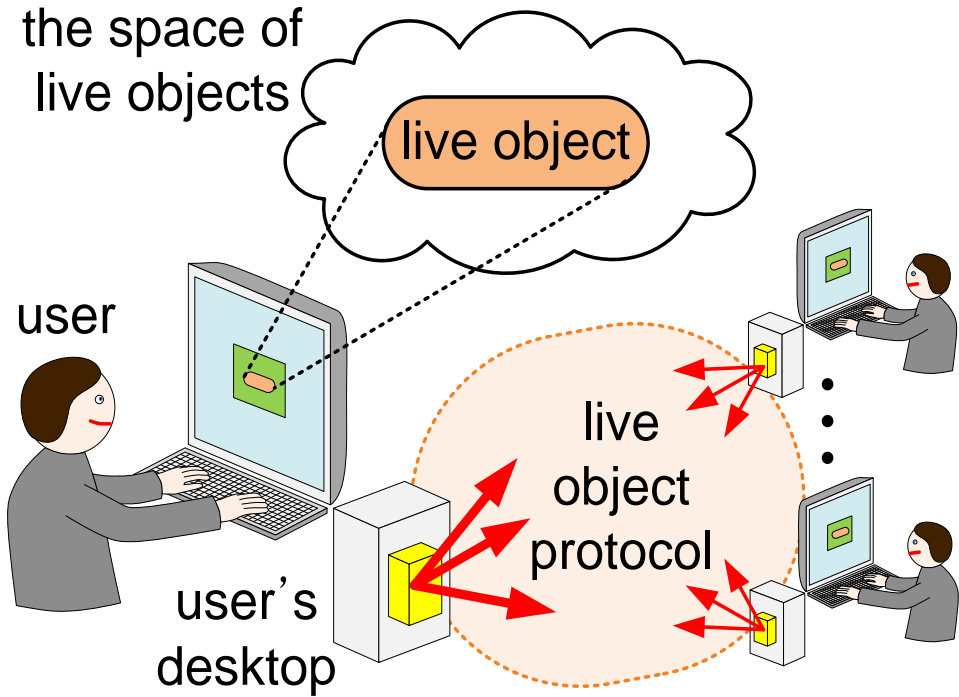 the space of
live objects
live object
user
live
object
protocol
user's
desktop